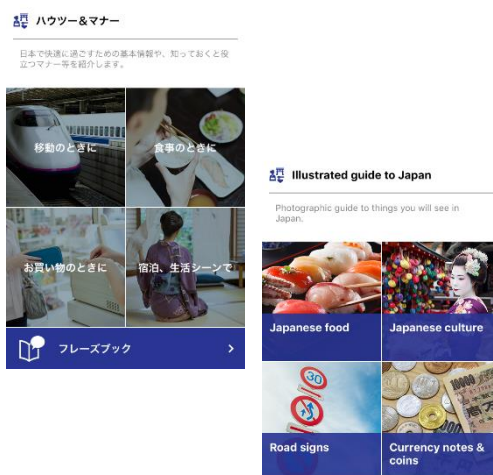 ハウツー&マナー
日本で快適に過ごすための基本情報や、知っておくと役
立つマナー等を紹介します。
移動のときに
食事のときに
お買い物のときに
宿泊、生活シーンで
フレーズブック
Illustrated guide to Japan
Photographic guide to things you will see in
Japan.
Japanese food
Japanese culture
30
Road signs
10000
Currency notes &
coins